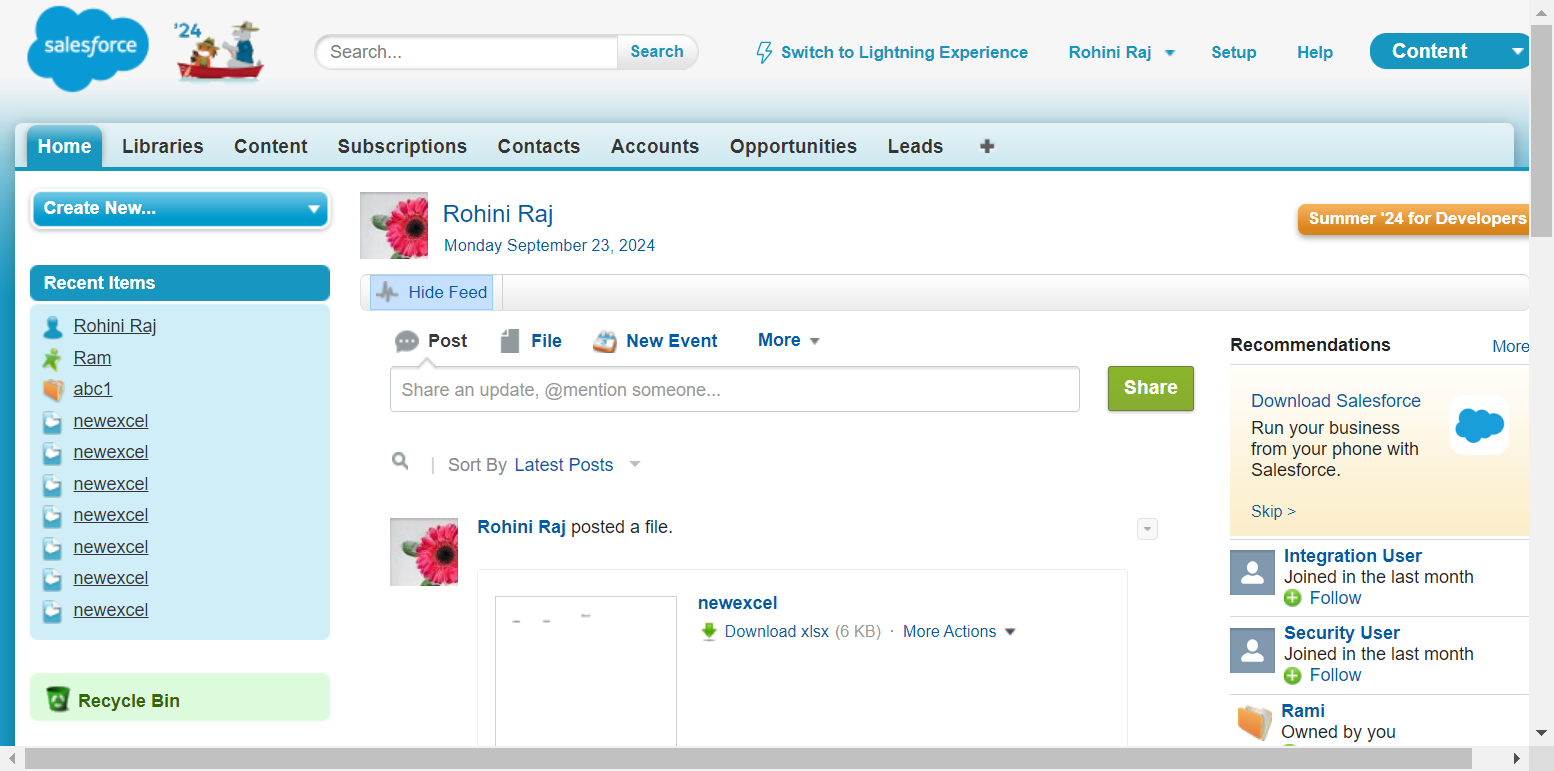 salesforce
'24
Search...
Search
Switch to Lightning Experience
Rohini Raj
Setup
Help
Content
Home
Libraries
Content
Subscriptions
Contacts
Accounts
Opportunities
Leads
Create New...
Rohini Raj
Monday September 23, 2024
Summer '24 for Developers
Recent Items
Rohini Raj
Ram
abc1
newexcel
newexcel
newexcel
newexcel
newexcel
newexcel
newexcel
Recycle Bin
Hide Feed
Post
File
New Event
More
Share an update, @mention someone...
Share
Sort By Latest Posts
Rohini Raj posted a file.
newexcel
Download xlsx (6 KB) · More Actions
Recommendations
More
Download Salesforce
Run your business
from your phone with
Salesforce.
Skip >
Integration User
Joined in the last month
Follow
Security User
Joined in the last month
Follow
Rami
Owned by you